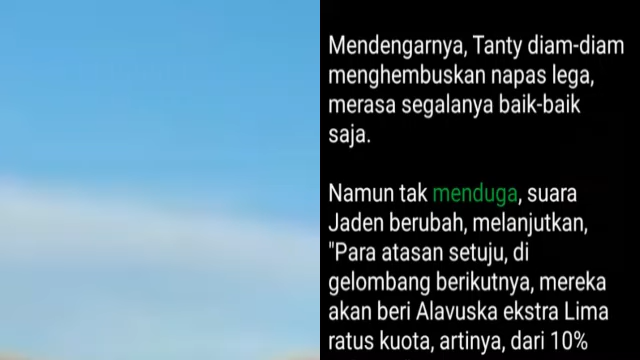 Mendengarnya, Tanty diam-diam
menghembuskan napas lega,
merasa segalanya baik-baik
saja.
Namun tak menduga, suara
Jaden berubah, melanjutkan,
"Para atasan setuju, di
gelombang berikutnya, mereka
akan beri Alavuska ekstra Lima
ratus kuota, artinya, dari 10%